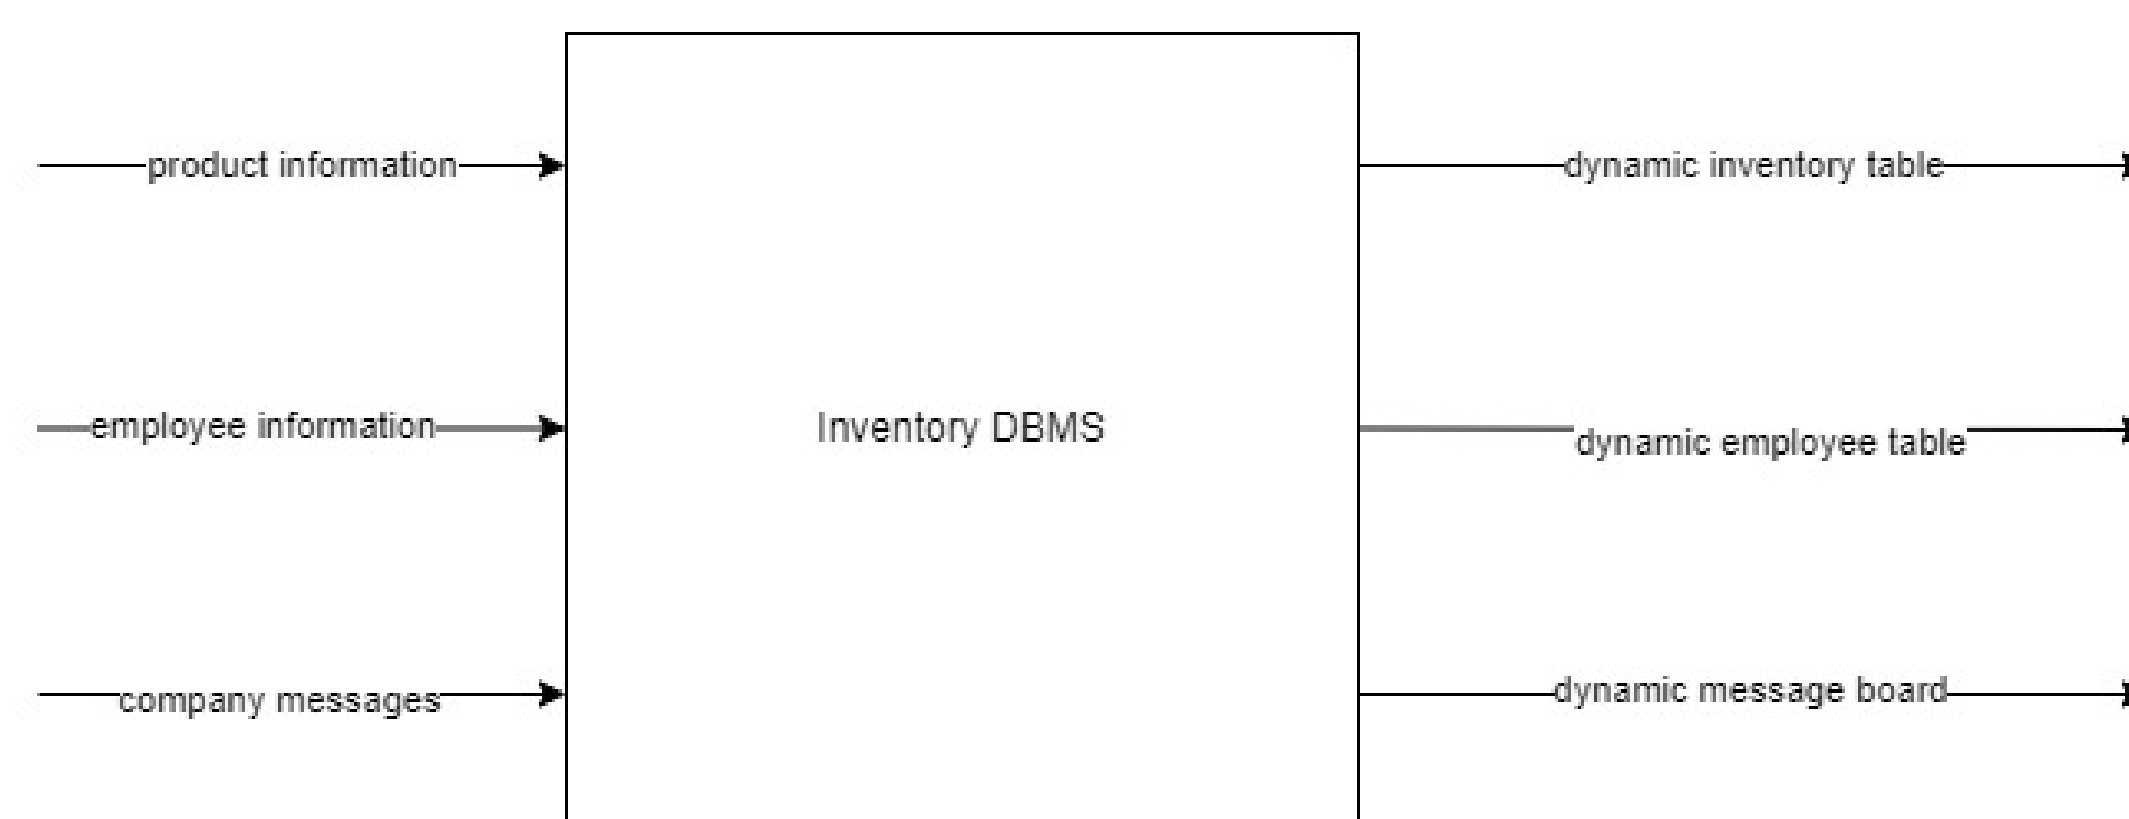 product information
dynamic inventory table
employee information
Inventory DBMS
dynamic employee table
company messages
dynamic message board